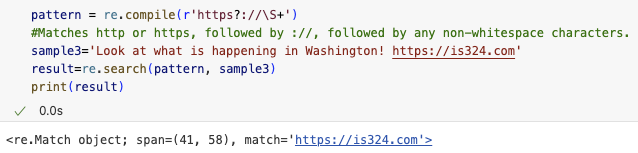 pattern = re.compile(r'https?://\S+')
#Matches http or https, followed by ://, followed by any non-whitespace characters.
sample3='Look at what is happening in Washington! https://is324.com'
result=re.search(pattern, sample3)
print(result)
✓ 0.0s
<re.Match object; span=(41, 58), match='https://is324.com'>